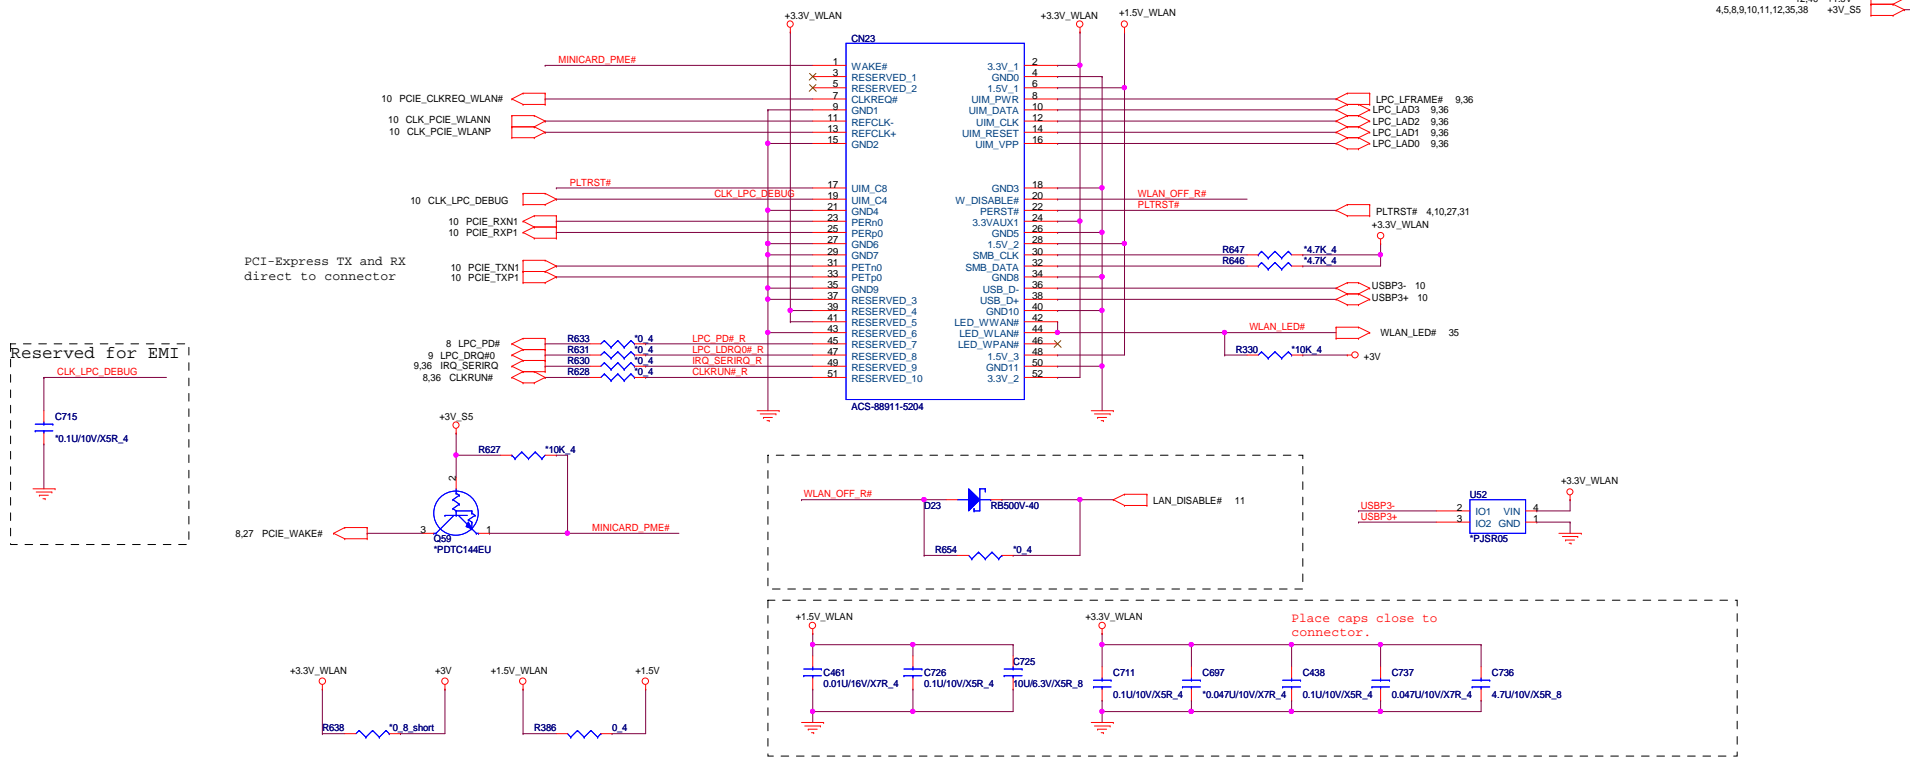 4,5,8,9,10,11,12,35,38 +3V_S5
+3.3V_WLAN
+3.3V_WLAN
+1.5V_WLAN
CN23
MINICARD_PME# 1 WAKE# 3.3V_1 2
3 RESERVED_1 GND0 4
5 RESERVED_2 1.5V_1 6
10 PCIE_CLKREQ_WLAN# 7 CLKREQ# UIM_PWR 8 LPC_LFRAME# 9,36
9 GND1 UIM_DATA 10 LPC_LAD3 9,36
10 CLK_PCIE_WLANN 11 REFCLK- UIM_CLK 12 LPC_LAD2 9,36
10 CLK_PCIE_WLANP 13 REFCLK+ UIM_RESET 14 LPC_LAD1 9,36
15 GND2 UIM_VPP 16 LPC_LAD0 9,36
PLTRST# 17 UIM_C8 GND3 18
10 CLK_LPC_DEBUG CLK_LPC_DEBUG 19 UIM_C4 W_DISABLE# 20 WLAN_OFF_R#
21 GND4 PERST# 22 PLTRST# PLTRST# 4,10,27,31
10 PCIE_RXN1 23 PERn0 3.3VAUX1 24
10 PCIE_RXP1 25 PERp0 GND5 26 +3.3V_WLAN
27 GND6 1.5V_2 28
29 GND7 SMB_CLK 30 R647 *4.7K_4
10 PCIE_TXN1 31 PETn0 SMB_DATA 32 R646 *4.7K_4
10 PCIE_TXP1 33 PETp0 GND8 34
PCI-Express TX and RX
direct to connector
35 GND9 USB_D- 36 USBP3- 10
37 RESERVED_3 USB_D+ 38 USBP3+ 10
39 RESERVED_4 GND10 40
41 RESERVED_5 LED_WWAN# 42
43 RESERVED_6 LED_WLAN# 44 WLAN_LED# WLAN_LED# 35
8 LPC_PD# R633 *0_4 LPC_PD#_R 45 RESERVED_7 LED_WPAN# 46
9 LPC_DRQ#0 R631 *0_4 LPC_LDRQ0#_R 47 RESERVED_8 1.5V_3 48 R330 *10K_4 +3V
9,36 IRQ_SERIRQ R630 *0_4 IRQ_SERIRQ_R 49 RESERVED_9 GND11 50
8,36 CLKRUN# R628 *0_4 CLKRUN#_R 51 RESERVED_10 3.3V_2 52
ACS-88911-5204
Reserved for EMI
CLK_LPC_DEBUG
C715
*0.1U/10V/X5R_4
+3V_S5
R627 *10K_4
2
8,27 PCIE_WAKE# 3 1 MINICARD_PME#
Q59
*PDTC144EU
WLAN_OFF_R# D23 RB500V-40 LAN_DISABLE# 11
R654 *0_4
+3.3V_WLAN
U52
USBP3- 2 IO1 VIN 4
USBP3+ 3 IO2 GND 1
*PJSR05
+3.3V_WLAN +3V +1.5V_WLAN +1.5V
R638 *0_8_short R386 0_4
+1.5V_WLAN
C461
0.01U/16V/X7R_4
C726
0.1U/10V/X5R_4
C725
10U/6.3V/X5R_8
+3.3V_WLAN
Place caps close to
connector.
C711
0.1U/10V/X5R_4
C697
*0.047U/10V/X7R_4
C438
0.1U/10V/X5R_4
C737
0.047U/10V/X7R_4
C736
4.7U/10V/X5R_8